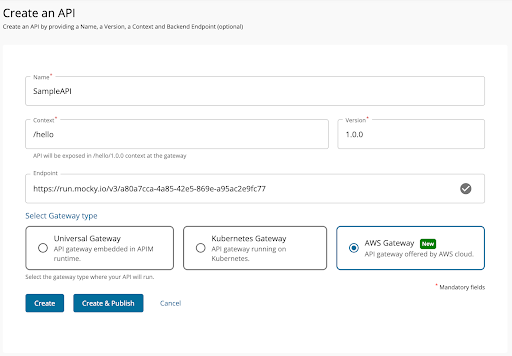 Create an API
Create an API by providing a Name, a Version, a Context and Backend Endpoint (optional)
Name*
SampleAPI
Context*
/hello
Version*
1.0.0
API will be exposed in /hello/1.0.0 context at the gateway
Endpoint
https://run.mocky.io/v3/a80a7cca-4a85-42e5-869e-a95ac2e9fc77
Select Gateway type
Universal Gateway
API gateway embedded in APIM
runtime.
Kubernetes Gateway
API gateway running on
Kubernetes.
AWS Gateway New
API gateway offered by AWS cloud.
Select the gateway type where your API will run.
* Mandatory fields
Create
Create & Publish
Cancel